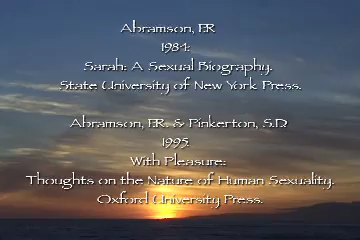 Abramson, P.R.
1984:
Sarah: A Sexual Biography.
State University of New York Press.
Abramson, P.R. & Pinkerton, S.D.
1995
With Pleasure:
Thoughts on the Nature of Human Sexuality.
Oxford University Press.